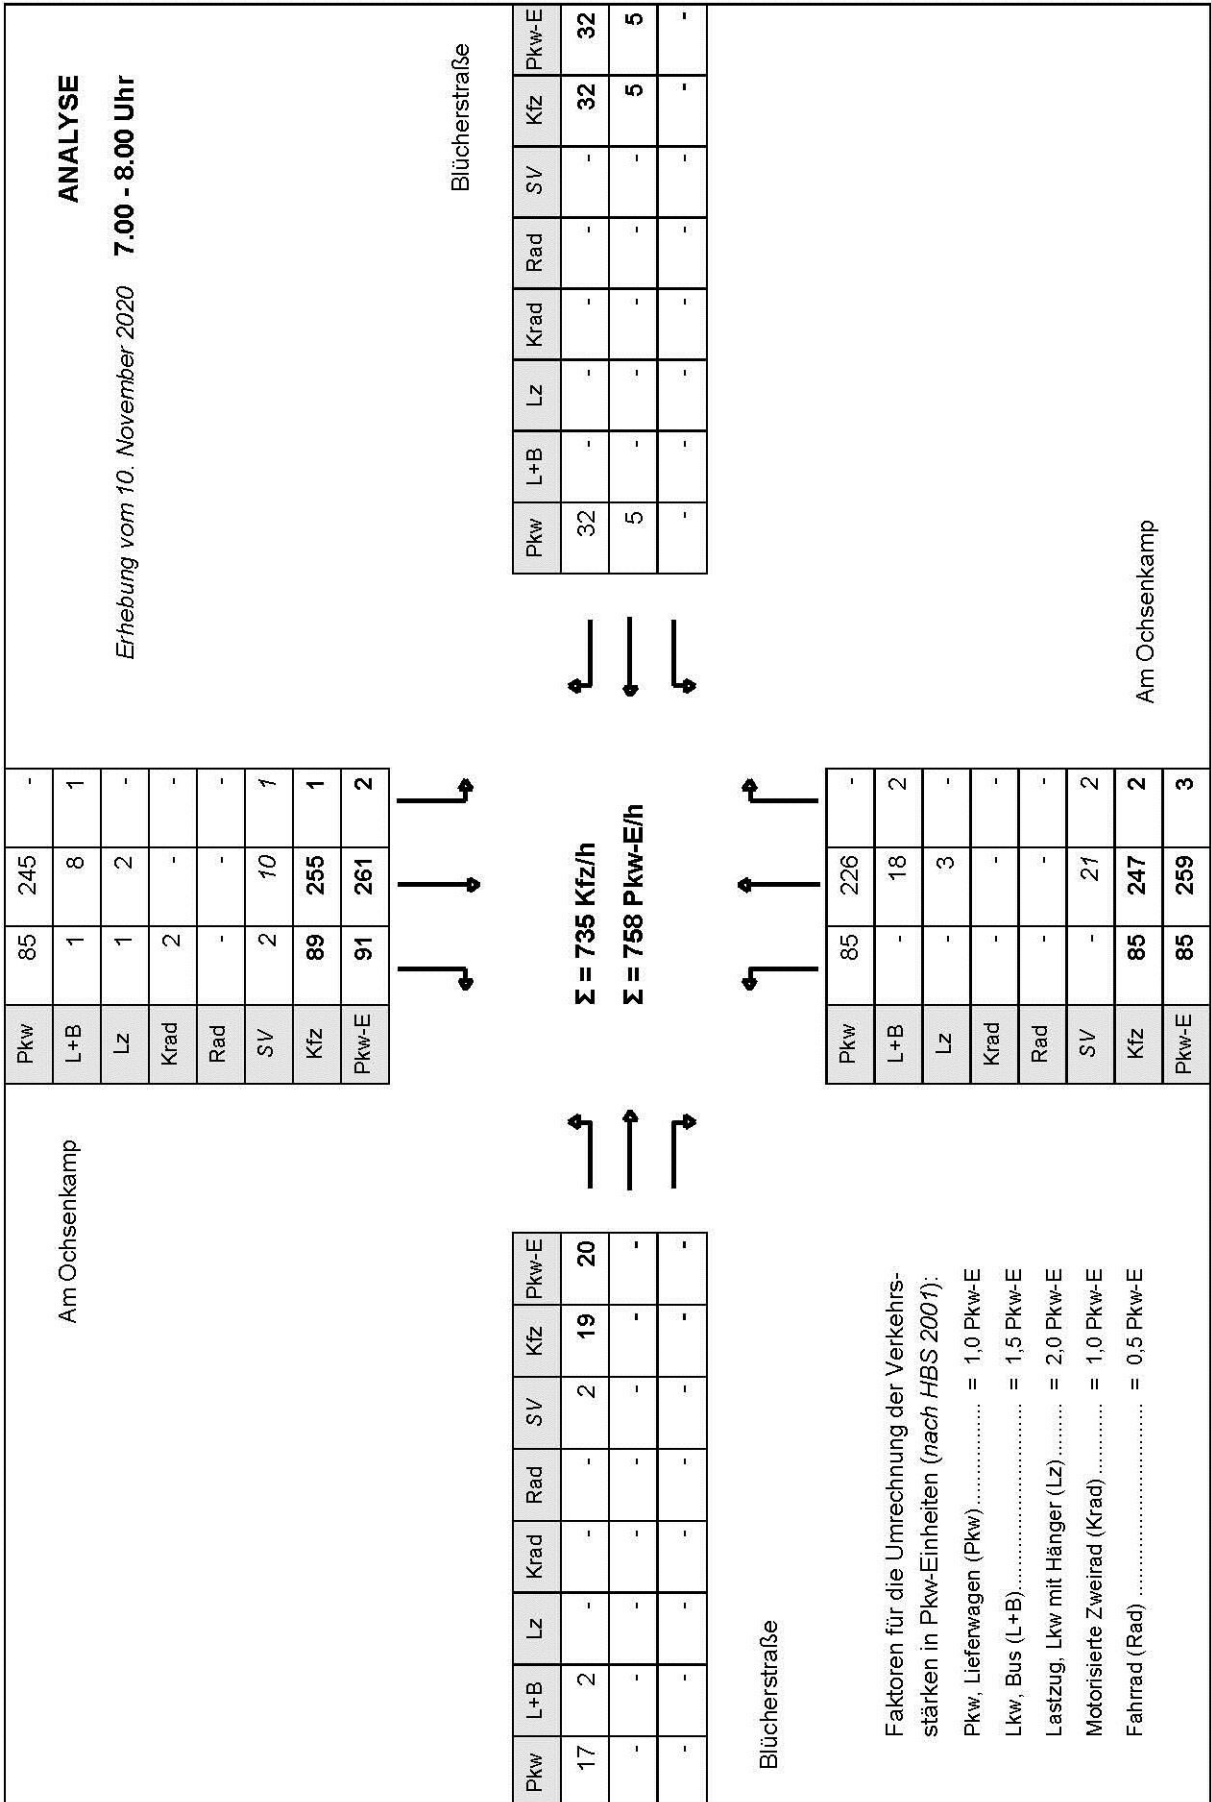 ANALYSE
Erhebung vom 10. November 2020 7.00 - 8.00 Uhr
Am Ochsenkamp
Pkw 85 245 -
L+B 1 8 1
Lz 1 2 -
Krad 2 - -
Rad - - -
SV 2 10 1
Kfz 89 255 1
Pkw-E 91 261 2
Blücherstraße
Pkw L+B Lz Krad Rad SV Kfz Pkw-E
17 2 - - - 2 19 20
- - - - - - - -
- - - - - - - -
Blücherstraße
Σ = 735 Kfz/h
Σ = 758 Pkw-E/h
Pkw L+B Lz Krad Rad SV Kfz Pkw-E
32 - - - - - 32 32
5 - - - - - 5 5
- - - - - - - -
Pkw 85 226 -
L+B - 18 2
Lz - 3 -
Krad - - -
Rad - - -
SV - 21 2
Kfz 85 247 2
Pkw-E 85 259 3
Am Ochsenkamp
Faktoren für die Umrechnung der Verkehrs-
stärken in Pkw-Einheiten (nach HBS 2001):
Pkw, Lieferwagen (Pkw)................ = 1,0 Pkw-E
Lkw, Bus (L+B)................................ = 1,5 Pkw-E
Lastzug, Lkw mit Hänger (Lz)......... = 2,0 Pkw-E
Motorisierte Zweirad (Krad)............ = 1,0 Pkw-E
Fahrrad (Rad) ................................. = 0,5 Pkw-E